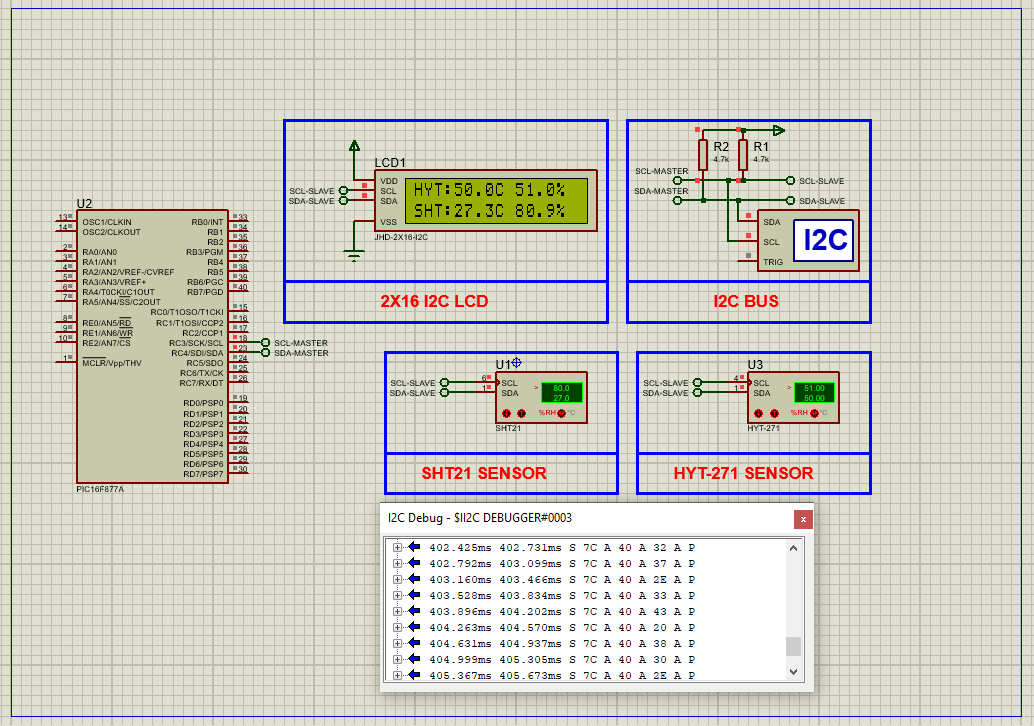 LCD1
VDD
SCL-SLAVE
SCL
SDA-SLAVE
SDA
VSS
HYT:50.0C 51.0%
SHT:27.3C 80.9%
JHD-2X16-I2C
2X16 I2C LCD
R2
4.7k
R1
4.7k
SCL-MASTER
SDA-MASTER
SCL-SLAVE
SDA-SLAVE
SDA
SCL
TRIG
I2C
I2C BUS
U2
13 OSC1/CLKIN
14 OSC2/CLKOUT
2 RA0/AN0
3 RA1/AN1
4 RA2/AN2/VREF-/CVREF
5 RA3/AN3/VREF+
6 RA4/T0CKI/C1OUT
7 RA5/AN4/SS/C2OUT
8 RE0/AN5/RD
9 RE1/AN6/WR
10 RE2/AN7/CS
1 MCLR/Vpp/THV
RB0/INT 33
RB1 34
RB2 35
RB3/PGM 36
RB4 37
RB5 38
RB6/PGC 39
RB7/PGD 40
RC0/T1OSO/T1CKI 15
RC1/T1OSI/CCP2 16
RC2/CCP1 17
RC3/SCK/SCL 18 SCL-MASTER
RC4/SDI/SDA 23 SDA-MASTER
RC5/SDO 24
RC6/TX/CK 25
RC7/RX/DT 26
RD0/PSP0 19
RD1/PSP1 20
RD2/PSP2 21
RD3/PSP3 22
RD4/PSP4 27
RD5/PSP5 28
RD6/PSP6 29
RD7/PSP7 30
PIC16F877A
U1
SCL-SLAVE 6 SCL
SDA-SLAVE 1 SDA
> 80.0
27.0
%RH °C
SHT21
SHT21 SENSOR
U3
SCL-SLAVE 4 SCL
SDA-SLAVE 1 SDA
> 51.00
50.00
%RH °C
HYT-271
HYT-271 SENSOR
I2C Debug - $II2C DEBUGGER#0003
x
402.425ms 402.731ms S 7C A 40 A 32 A P
402.792ms 403.099ms S 7C A 40 A 37 A P
403.160ms 403.466ms S 7C A 40 A 2E A P
403.528ms 403.834ms S 7C A 40 A 33 A P
403.896ms 404.202ms S 7C A 40 A 43 A P
404.263ms 404.570ms S 7C A 40 A 20 A P
404.631ms 404.937ms S 7C A 40 A 38 A P
404.999ms 405.305ms S 7C A 40 A 30 A P
405.367ms 405.673ms S 7C A 40 A 2E A P